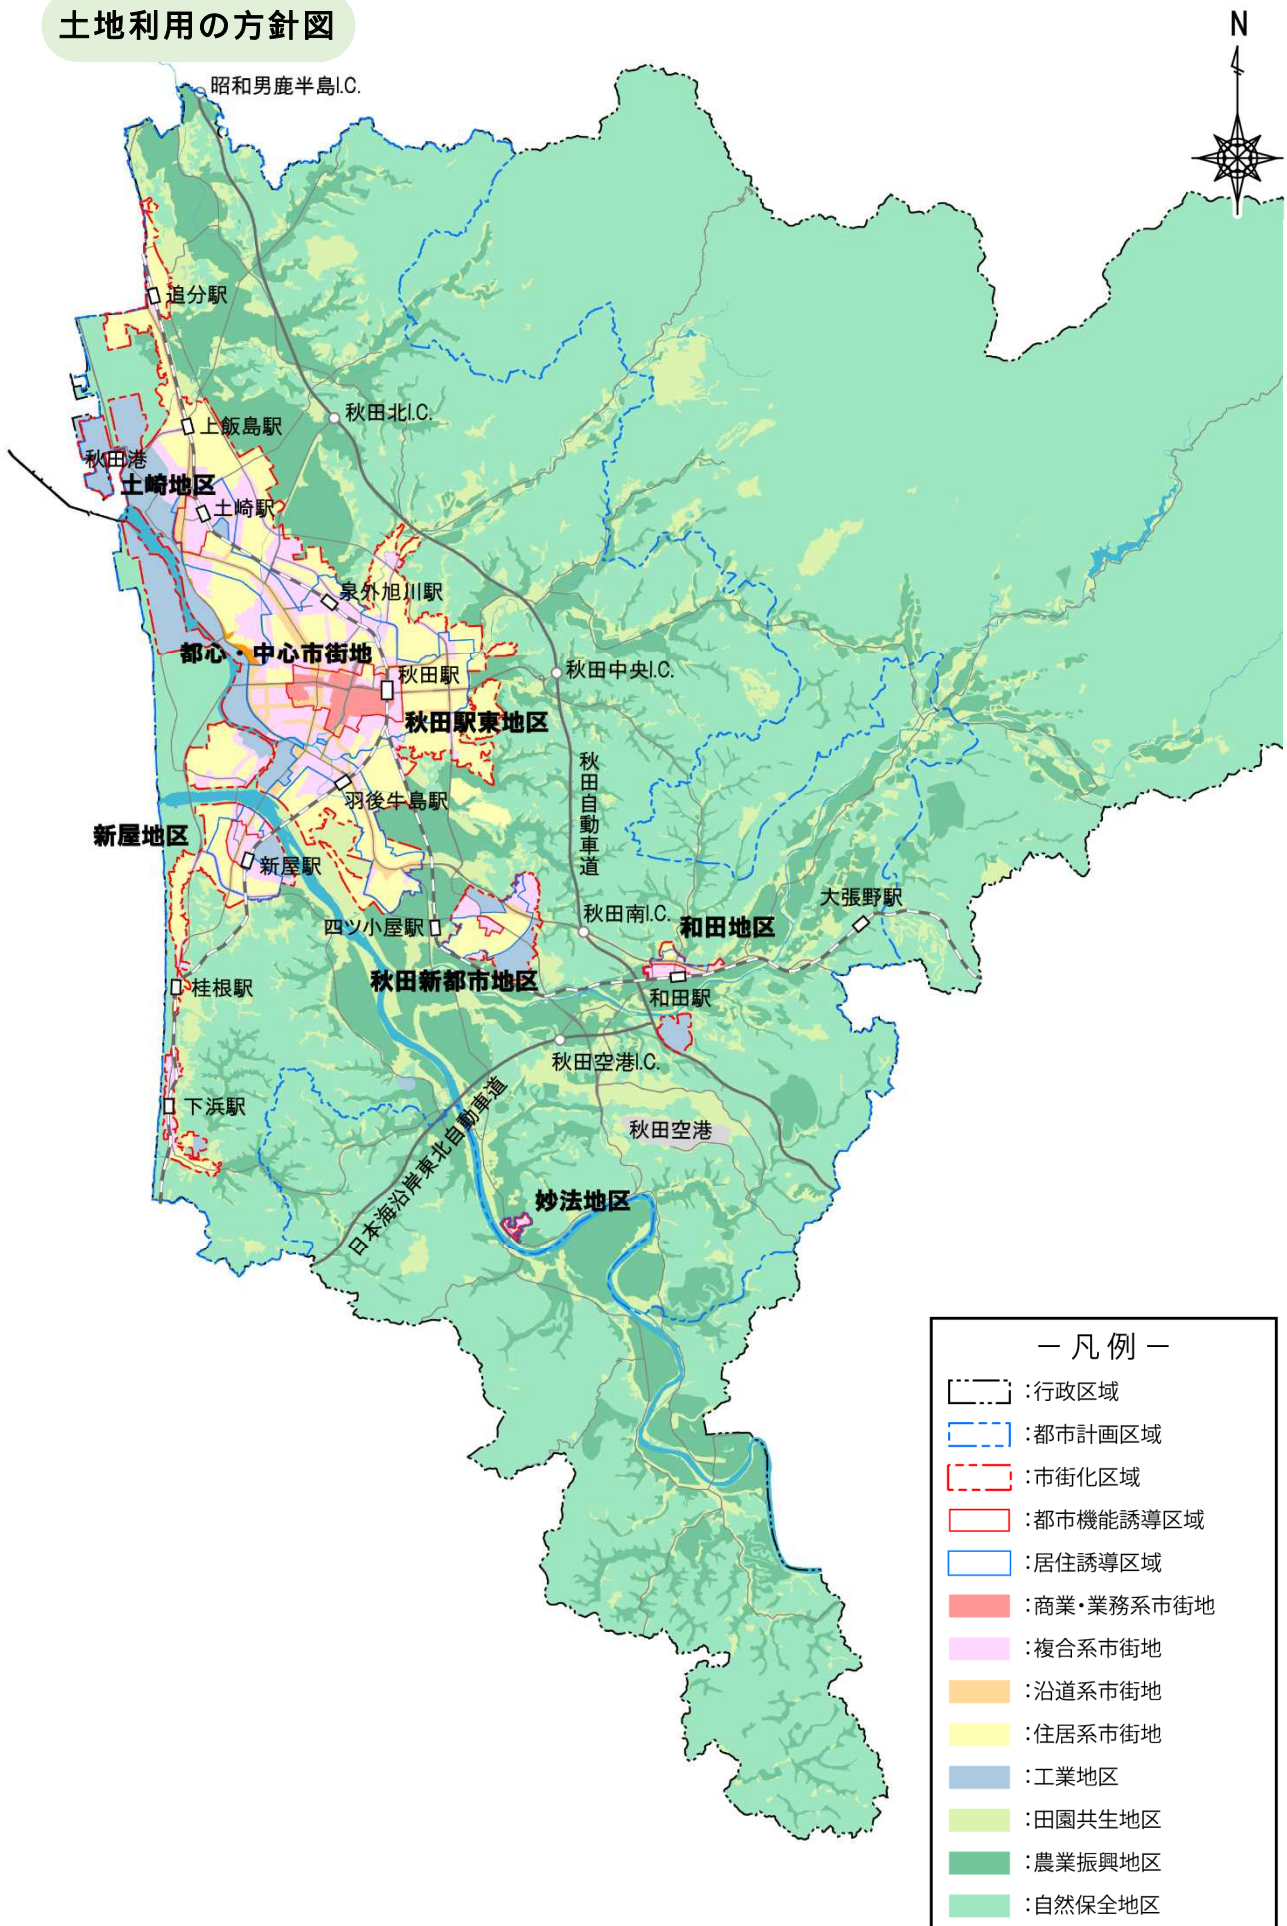 土地利用の方針図
N
昭和男鹿半島I.C.
追分駅
秋田北I.C.
上飯島駅
秋田港
土崎地区
土崎駅
泉外旭川駅
都心・中心市街地
秋田駅
秋田中央I.C.
秋田駅東地区
秋田自動車道
羽後牛島駅
新屋地区
新屋駅
大張野駅
四ツ小屋駅
秋田南I.C.
和田地区
秋田新都市地区
桂根駅
和田駅
秋田空港I.C.
下浜駅
日本海沿岸東北自動車道
秋田空港
妙法地区
－凡例－
：行政区域
：都市計画区域
：市街化区域
：都市機能誘導区域
：居住誘導区域
：商業・業務系市街地
：複合系市街地
：沿道系市街地
：住居系市街地
：工業地区
：田園共生地区
：農業振興地区
：自然保全地区